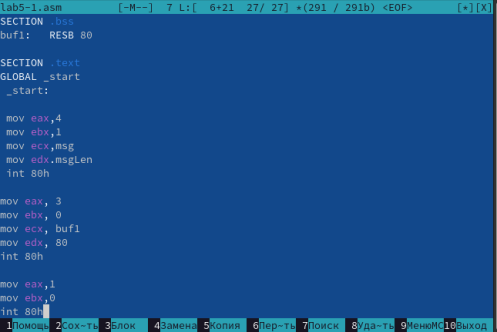 lab5-1.asm [-M--] 7 L:[ 6+21 27/ 27] *(291 / 291b) <EOF> [*][X]
SECTION .bss
buf1: RESB 80
SECTION .text
GLOBAL _start
_start:
mov eax,4
mov ebx,1
mov ecx,msg
mov edx.msgLen
int 80h
mov eax, 3
mov ebx, 0
mov ecx, buf1
mov edx, 80
int 80h
mov eax,1
mov ebx,0
int 80h
1Помощь 2Сох~ть 3Блок 4Замена 5Копия 6Пер~ть 7Поиск 8Уда~ть 9МенюMC 10Выход